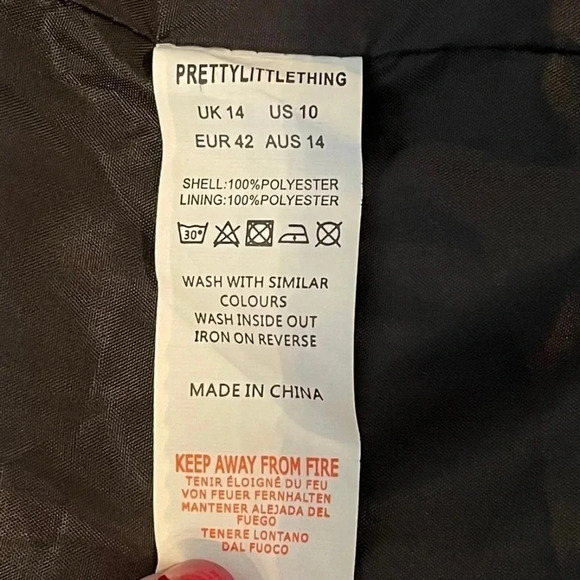 PRETTYLITTLETHING
UK 14 US 10
EUR 42 AUS 14
SHELL:100%POLYESTER
LINING:100%POLYESTER
30°
WASH WITH SIMILAR
COLOURS
WASH INSIDE OUT
IRON ON REVERSE
MADE IN CHINA
KEEP AWAY FROM FIRE
TENIR ÉLOIGNÉ DU FEU
VON FEUER FERNHALTEN
MANTENER ALEJADA DEL
FUEGO
TENERE LONTANO
DAL FUOCO